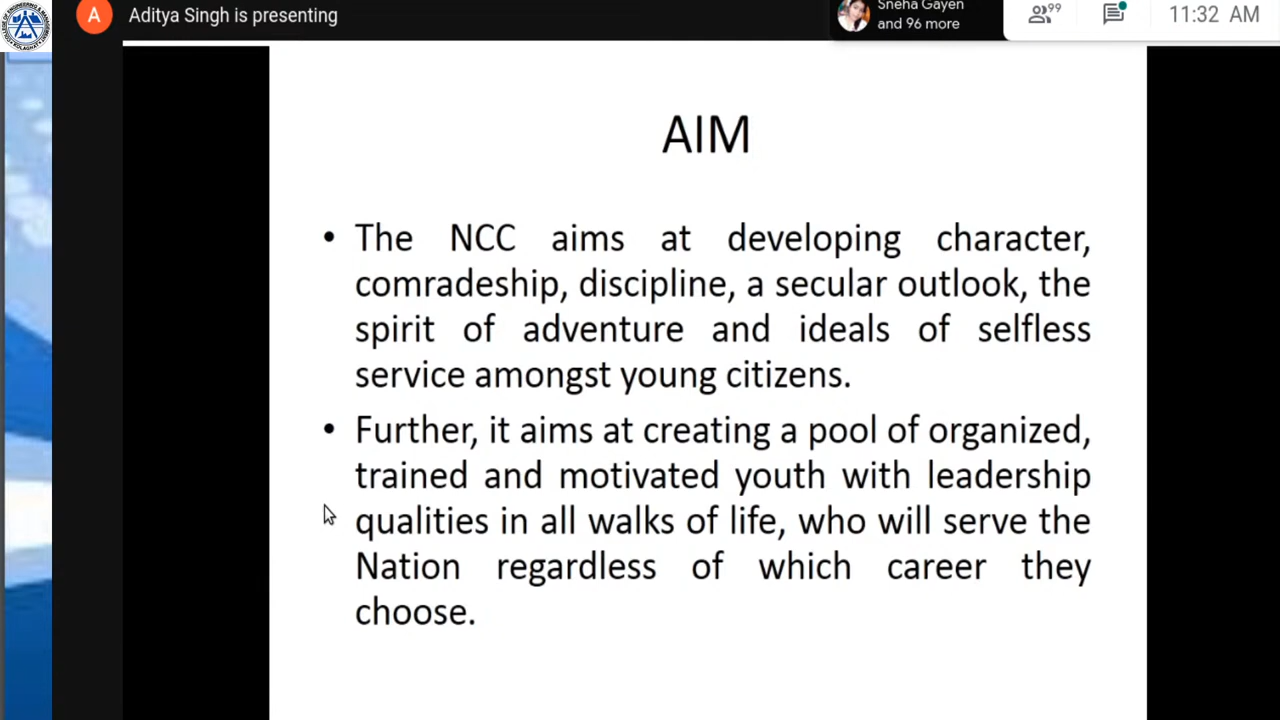 A
Aditya Singh is presenting
Sneha Gayen
and 96 more
99
11:32 AM
AIM
• The NCC aims at developing character,
comradeship, discipline, a secular outlook, the
spirit of adventure and ideals of selfless
service amongst young citizens.
• Further, it aims at creating a pool of organized,
trained and motivated youth with leadership
qualities in all walks of life, who will serve the
Nation regardless of which career they
choose.